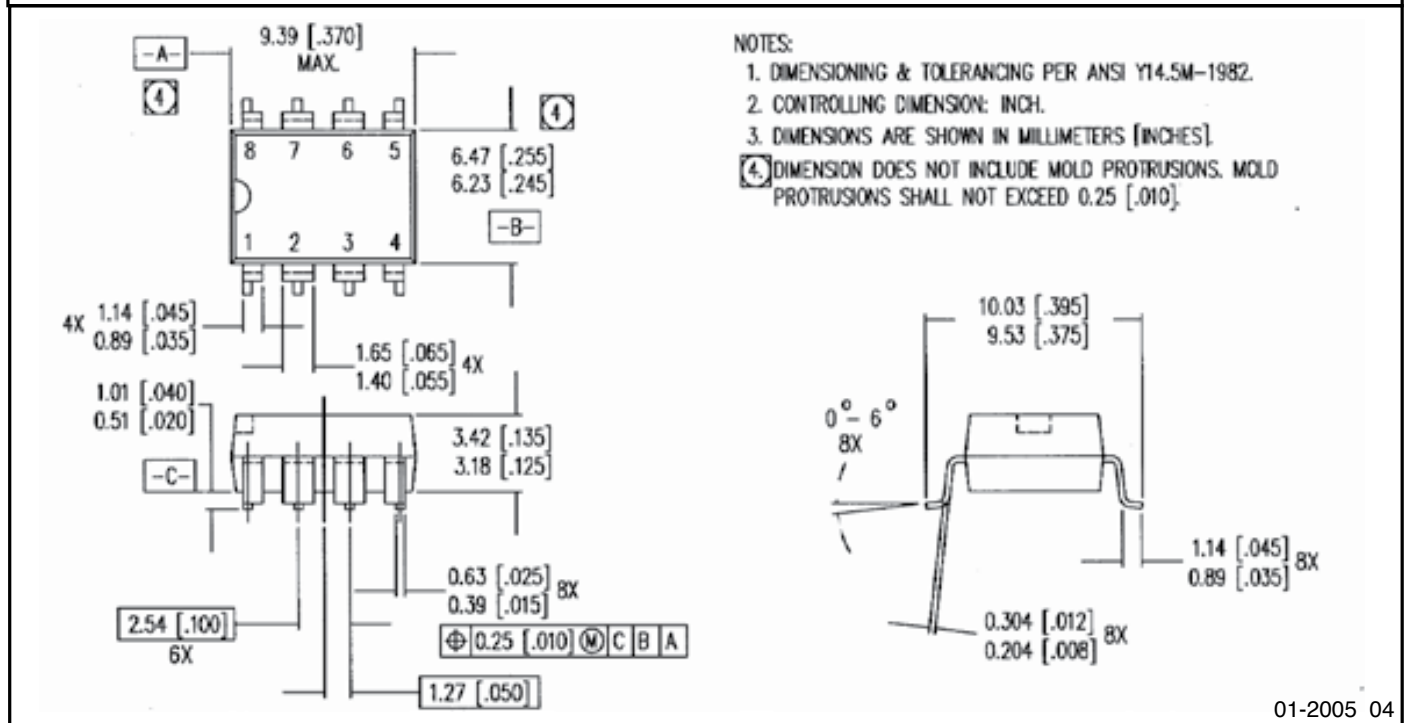 9.39 [.370]
MAX.
-A-
4
4
8 7 6 5
1 2 3 4
6.47 [.255]
6.23 [.245]
-B-
4X 1.14 [.045]
0.89 [.035]
1.65 [.065] 4X
1.40 [.055]
1.01 [.040]
0.51 [.020]
3.42 [.135]
3.18 [.125]
-C-
0.63 [.025] 8X
0.39 [.015]
2.54 [.100]
6X
⌖ 0.25 [.010] Ⓜ C B A
1.27 [.050]
NOTES:
1. DIMENSIONING & TOLERANCING PER ANSI Y14.5M-1982.
2. CONTROLLING DIMENSION: INCH.
3. DIMENSIONS ARE SHOWN IN MILLIMETERS [INCHES].
4. DIMENSION DOES NOT INCLUDE MOLD PROTRUSIONS. MOLD
PROTRUSIONS SHALL NOT EXCEED 0.25 [.010].
10.03 [.395]
9.53 [.375]
0°- 6°
8X
1.14 [.045] 8X
0.89 [.035]
0.304 [.012] 8X
0.204 [.008]
01-2005 04